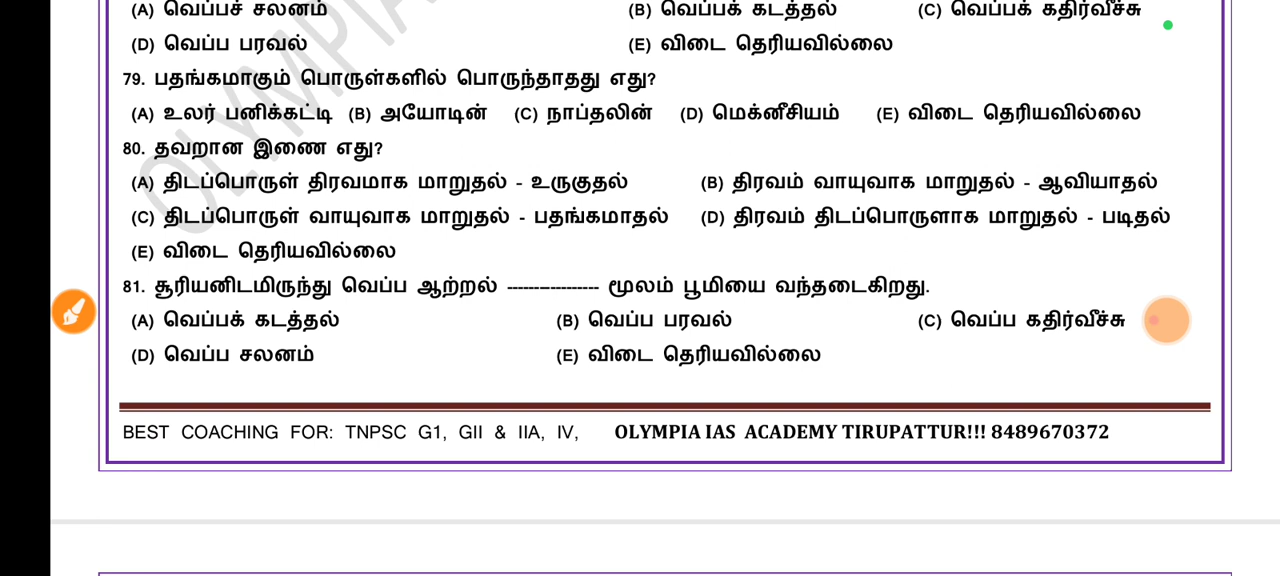 (A) வெப்பச் சலனம் (B) வெப்பக் கடத்தல் (C) வெப்பக் கதிர்வீச்சு
(D) வெப்ப பரவல் (E) விடை தெரியவில்லை
79. பதங்கமாகும் பொருள்களில் பொருந்தாதது எது?
(A) உலர் பனிக்கட்டி (B) அயோடின் (C) நாப்தலின் (D) மெக்னீசியம் (E) விடை தெரியவில்லை
80. தவறான இணை எது?
(A) திடப்பொருள் திரவமாக மாறுதல் - உருகுதல் (B) திரவம் வாயுவாக மாறுதல் - ஆவியாதல்
(C) திடப்பொருள் வாயுவாக மாறுதல் - பதங்கமாதல் (D) திரவம் திடப்பொருளாக மாறுதல் - படிதல்
(E) விடை தெரியவில்லை
81. சூரியனிடமிருந்து வெப்ப ஆற்றல் ----------------- மூலம் பூமியை வந்தடைகிறது.
(A) வெப்பக் கடத்தல் (B) வெப்ப பரவல் (C) வெப்ப கதிர்வீச்சு
(D) வெப்ப சலனம் (E) விடை தெரியவில்லை
BEST COACHING FOR: TNPSC G1, GII & IIA, IV, OLYMPIA IAS ACADEMY TIRUPATTUR!!! 8489670372
OLYMPIA